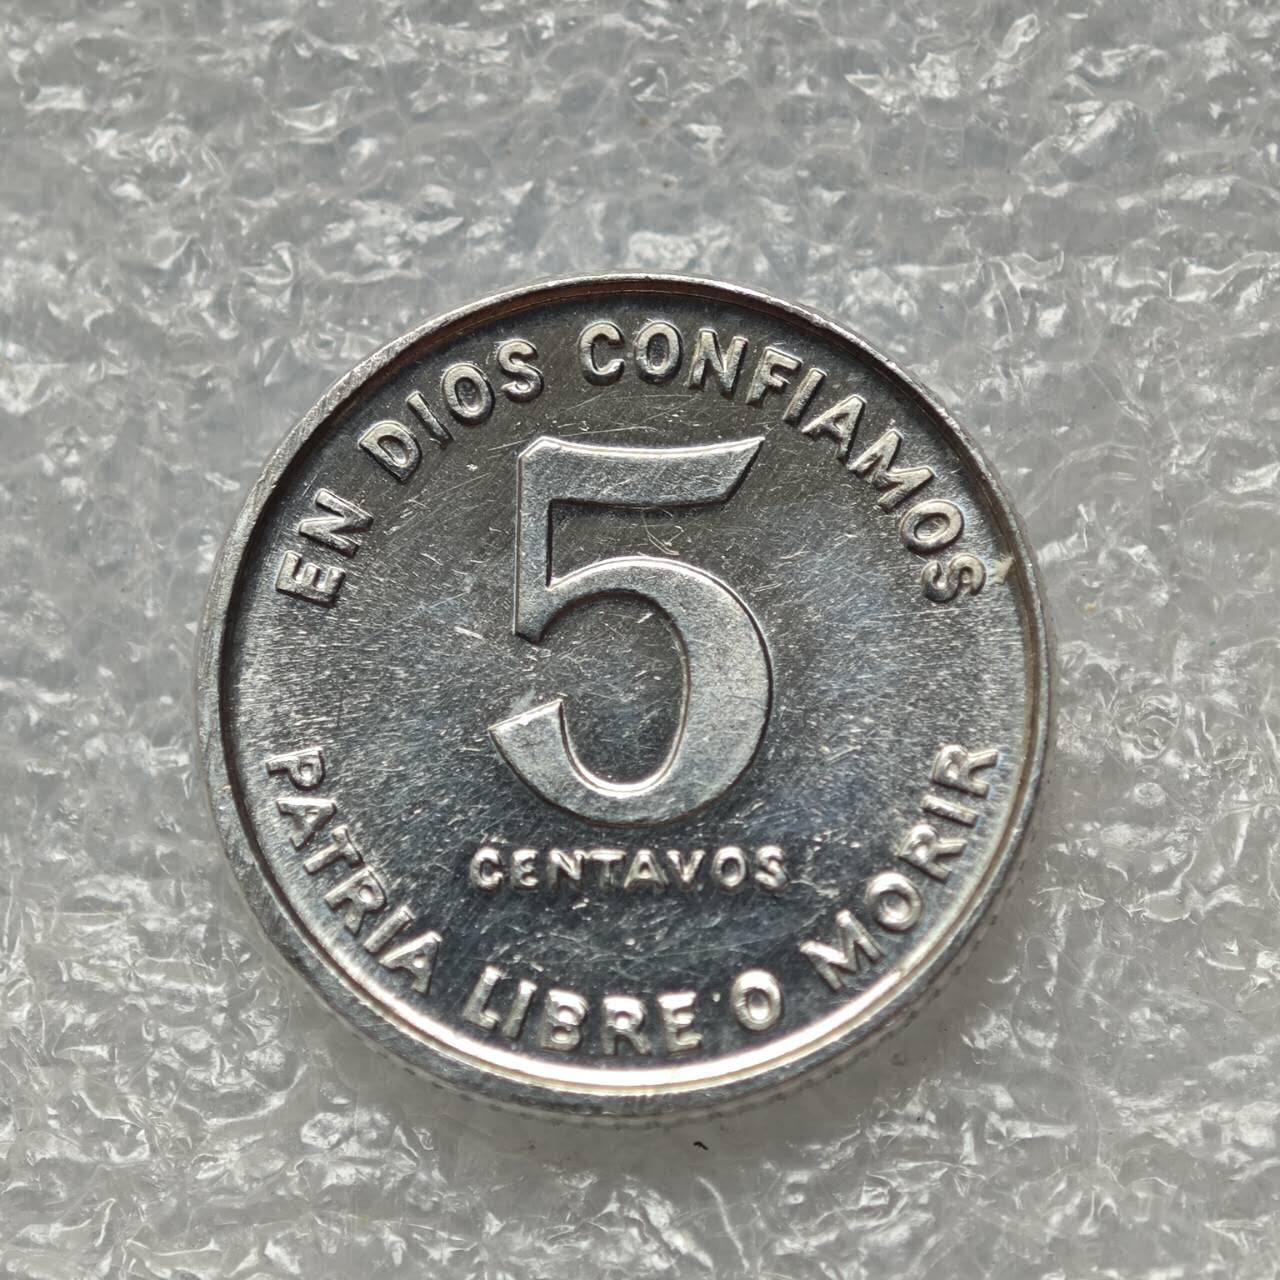 EN DIOS CONFIAMOS
5
CENTAVOS
PATRIA LIBRE O MORIR